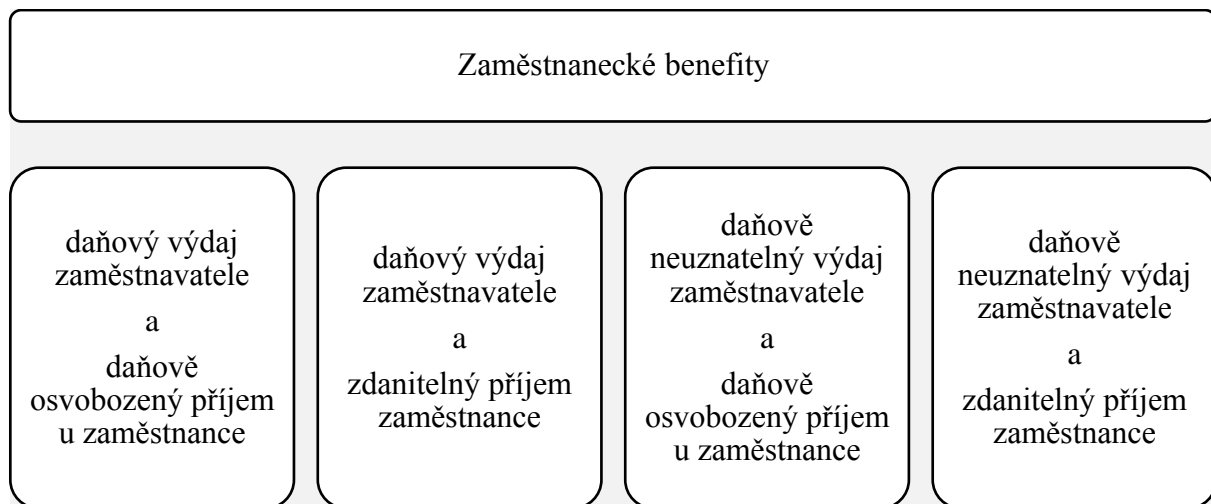 Zaměstnanecké benefity
daňový výdaj
zaměstnavatele
a
daňově
osvobozený příjem
u zaměstnance
daňový výdaj
zaměstnavatele
a
zdanitelný příjem
zaměstnance
daňově
neuznatelný výdaj
zaměstnavatele
a
daňově
osvobozený příjem
u zaměstnance
daňově
neuznatelný výdaj
zaměstnavatele
a
zdanitelný příjem
zaměstnance